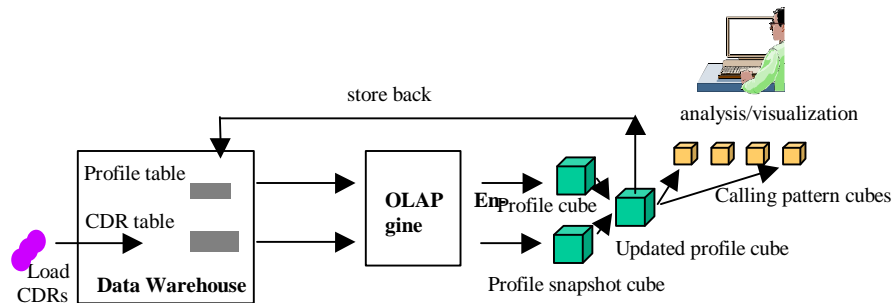 store back
analysis/visualization
Profile table
OLAP En-
gine
Profile cube
Calling pattern cubes
CDR table
Updated profile cube
Load
CDRs
Data Warehouse
Profile snapshot cube